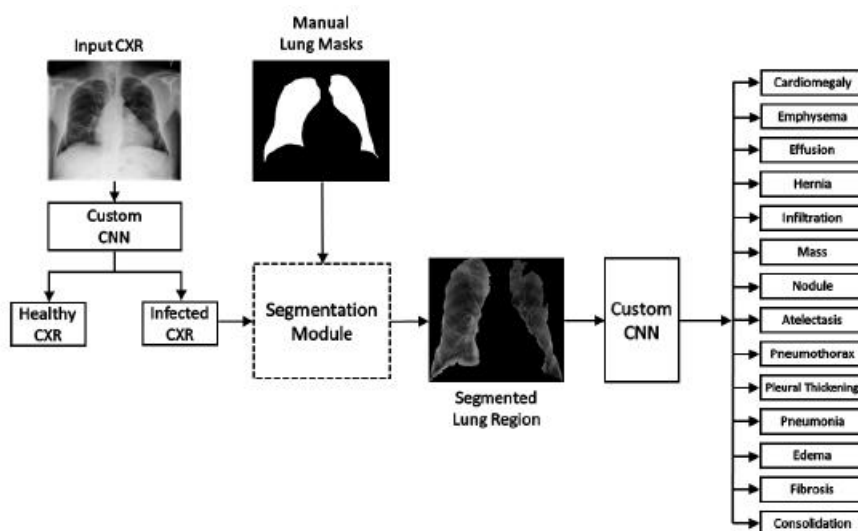 Input CXR
Manual
Lung Masks
Custom
CNN
Healthy
CXR
Infected
CXR
Segmentation
Module
Segmented
Lung Region
Custom
CNN
Cardiomegaly
Emphysema
Effusion
Hernia
Infiltration
Mass
Nodule
Atelectasis
Pneumothorax
Pleural Thickening
Pneumonia
Edema
Fibrosis
Consolidation